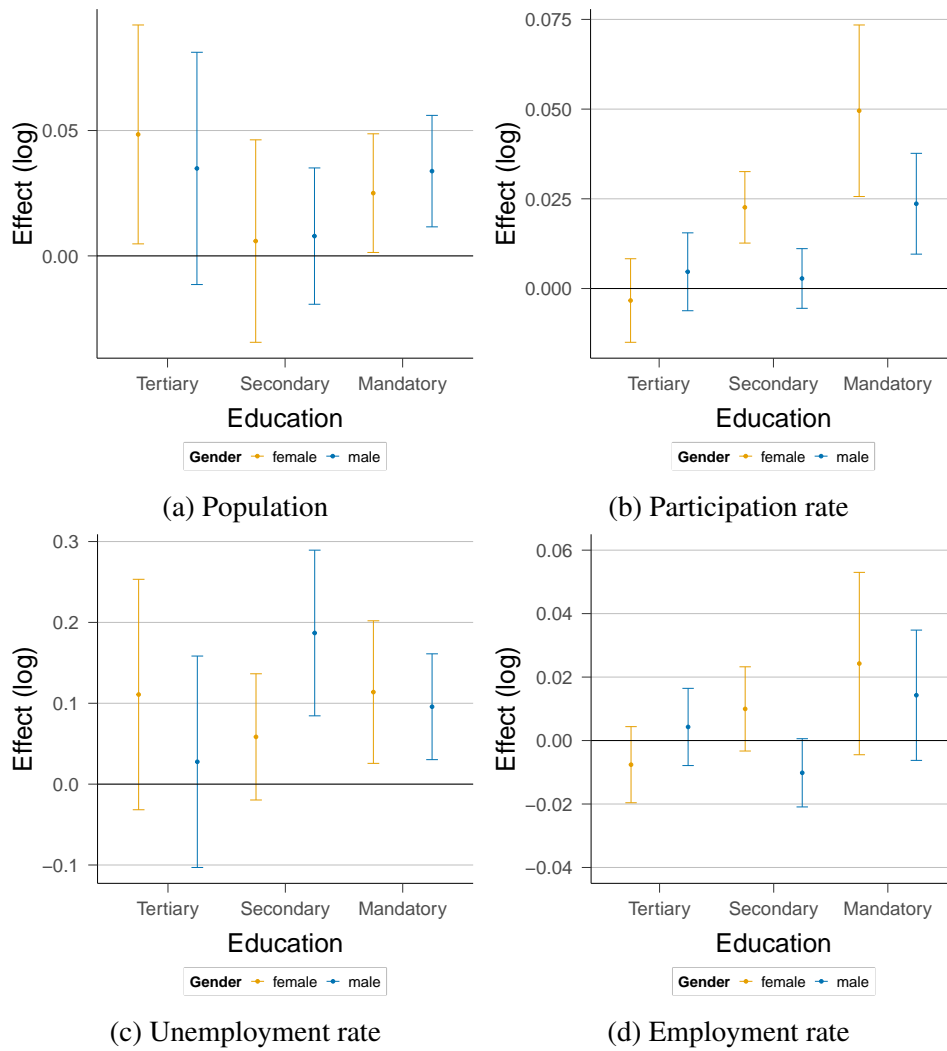 Effect (log)
0.05
0.00
Tertiary Secondary Mandatory
Education
Gender female male
(a) Population
Effect (log)
0.075
0.050
0.025
0.000
Tertiary Secondary Mandatory
Education
Gender female male
(b) Participation rate
Effect (log)
0.3
0.2
0.1
0.0
−0.1
Tertiary Secondary Mandatory
Education
Gender female male
(c) Unemployment rate
Effect (log)
0.06
0.04
0.02
0.00
−0.02
−0.04
Tertiary Secondary Mandatory
Education
Gender female male
(d) Employment rate